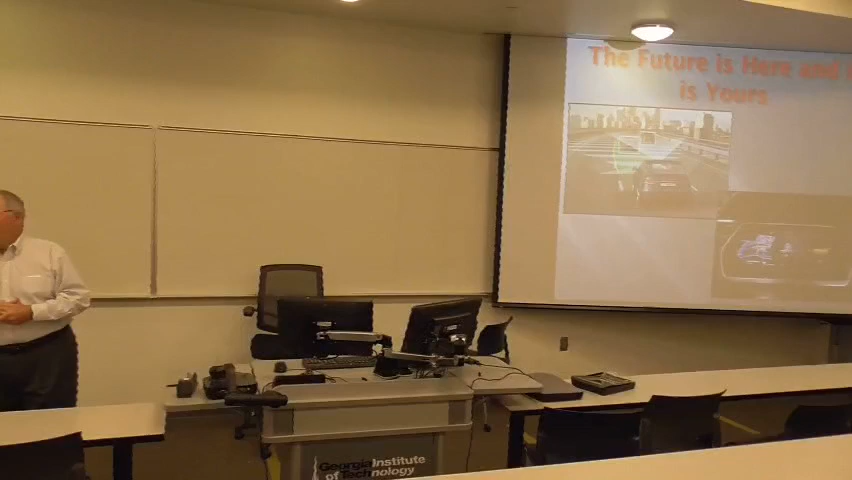 The Future is Here and
is Yours
Georgia Institute
of Technology